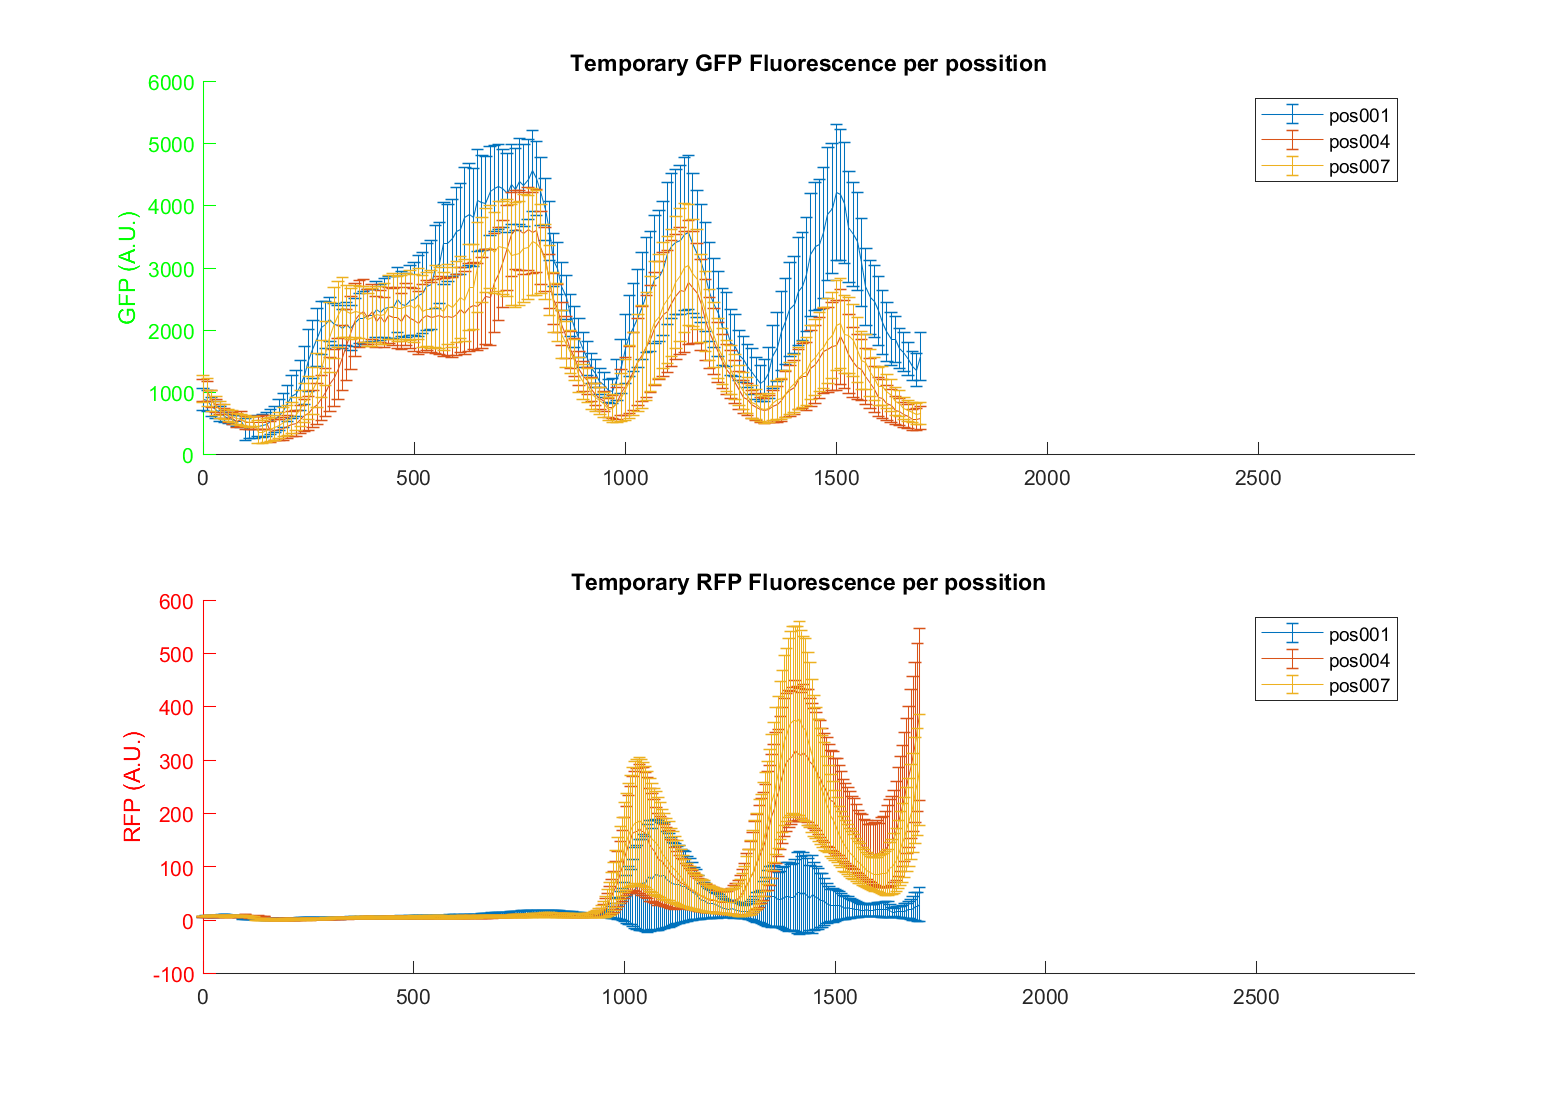 Temporary GFP Fluorescence per possition
6000
5000
4000
3000
2000
1000
0
GFP (A.U.)
pos001
pos004
pos007
0 500 1000 1500 2000 2500
Temporary RFP Fluorescence per possition
600
500
400
300
200
100
0
-100
RFP (A.U.)
pos001
pos004
pos007
0 500 1000 1500 2000 2500